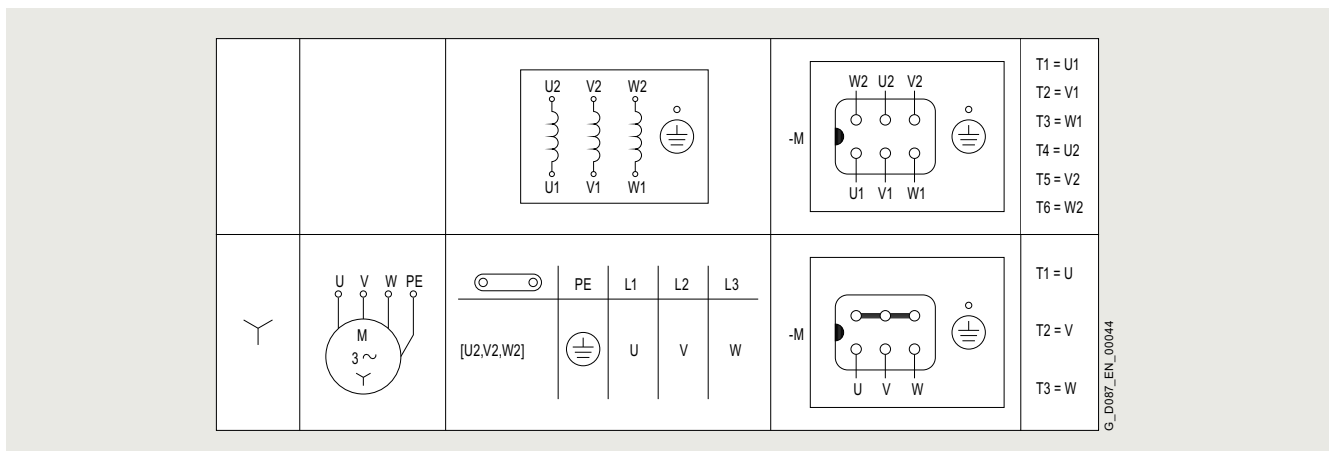 U2 V2 W2
U1 V1 W1
-M
W2 U2 V2
U1 V1 W1
T1 = U1
T2 = V1
T3 = W1
T4 = U2
T5 = V2
T6 = W2
U V W PE
M
3 ~
PE L1 L2 L3
[U2,V2,W2] U V W
-M
U V W
T1 = U
T2 = V
T3 = W
G_D087_EN_00044